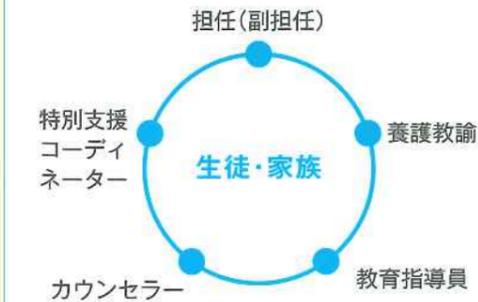 担任(副担任)
特別支援
コーディ
ネーター
養護教諭
生徒・家族
カウンセラー
教育指導員